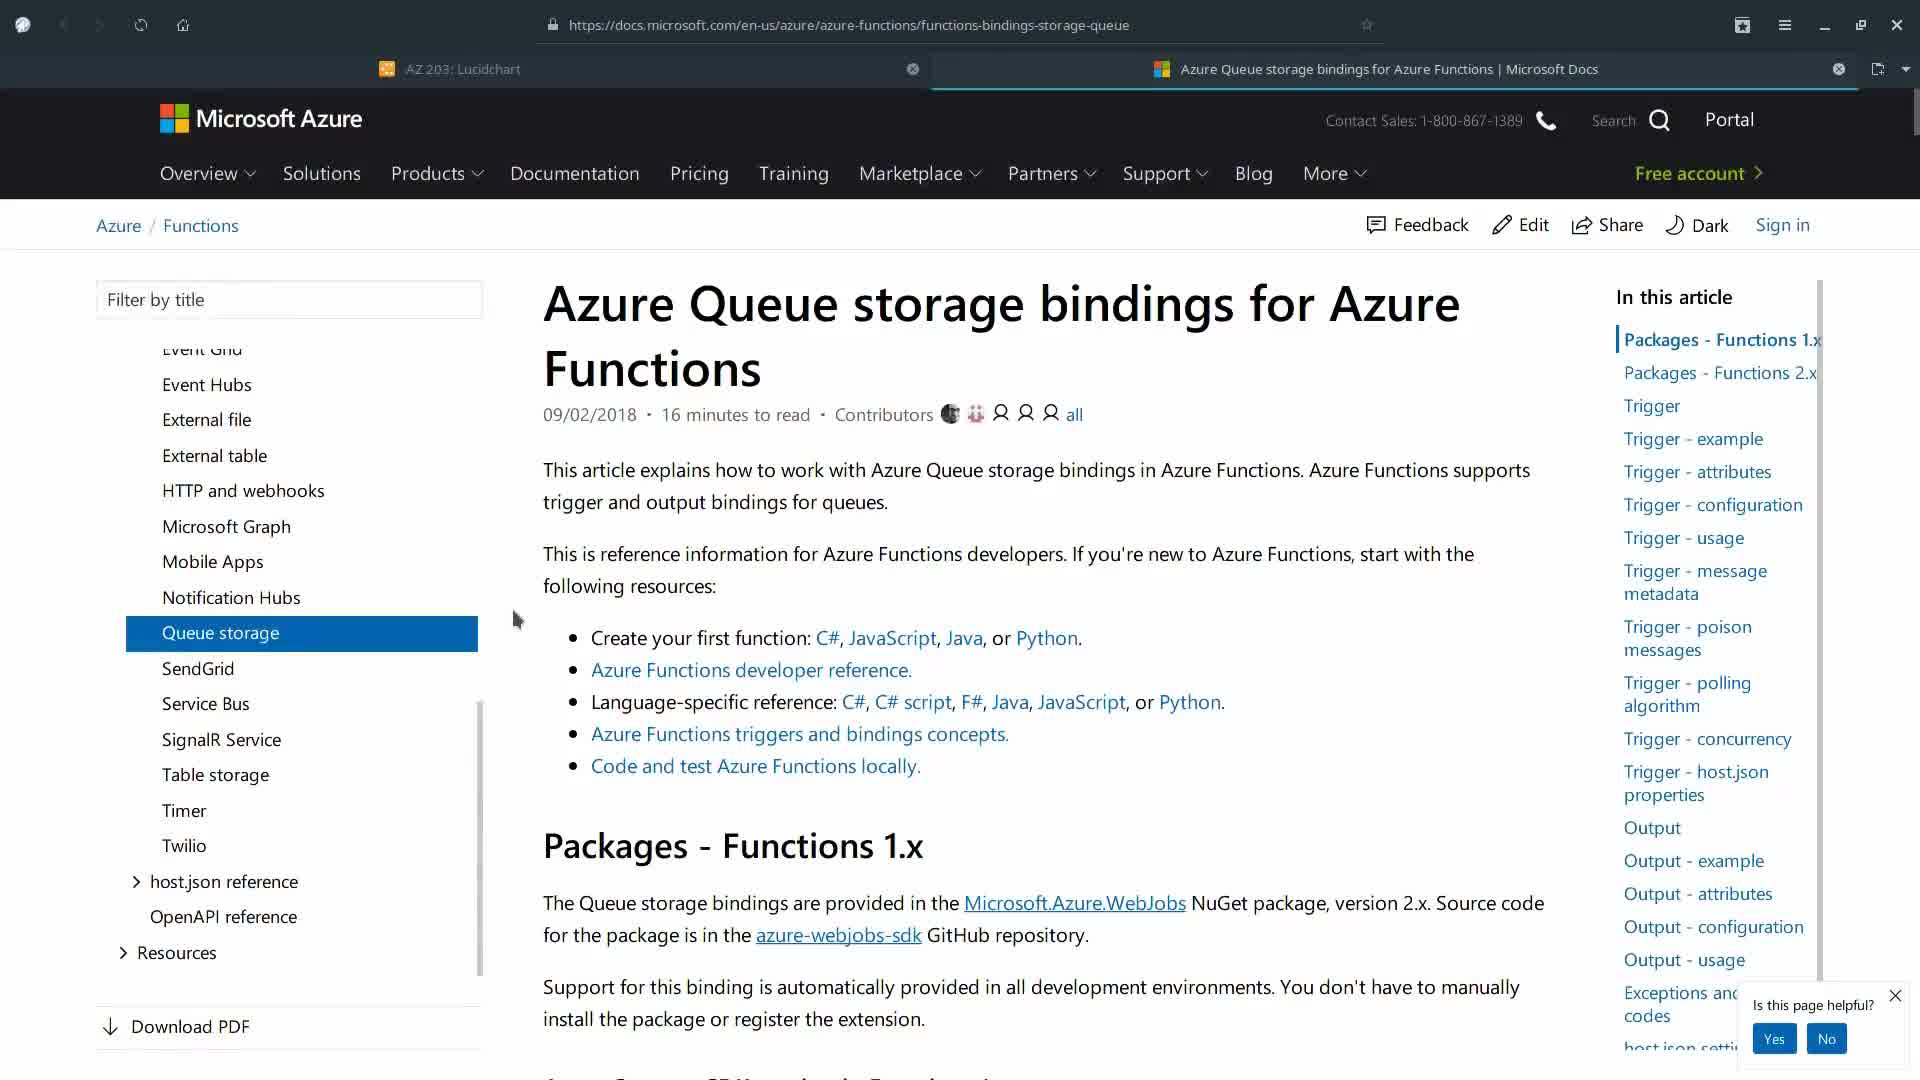 https://docs.microsoft.com/en-us/azure/azure-functions/functions-bindings-storage-queue
AZ 203: Lucidchart
Azure Queue storage bindings for Azure Functions | Microsoft Docs
Microsoft Azure
Contact Sales: 1-800-867-1389
Search
Portal
Overview
Solutions
Products
Documentation
Pricing
Training
Marketplace
Partners
Support
Blog
More
Free account
Azure / Functions
Feedback
Edit
Share
Dark
Sign in
Filter by title
Event Grid
Event Hubs
External file
External table
HTTP and webhooks
Microsoft Graph
Mobile Apps
Notification Hubs
Queue storage
SendGrid
Service Bus
SignalR Service
Table storage
Timer
Twilio
host.json reference
OpenAPI reference
Resources
Download PDF
Azure Queue storage bindings for Azure
Functions
09/02/2018 • 16 minutes to read • Contributors all
This article explains how to work with Azure Queue storage bindings in Azure Functions. Azure Functions supports
trigger and output bindings for queues.
This is reference information for Azure Functions developers. If you're new to Azure Functions, start with the
following resources:
• Create your first function: C#, JavaScript, Java, or Python.
• Azure Functions developer reference.
• Language-specific reference: C#, C# script, F#, Java, JavaScript, or Python.
• Azure Functions triggers and bindings concepts.
• Code and test Azure Functions locally.
Packages - Functions 1.x
The Queue storage bindings are provided in the Microsoft.Azure.WebJobs NuGet package, version 2.x. Source code
for the package is in the azure-webjobs-sdk GitHub repository.
Support for this binding is automatically provided in all development environments. You don't have to manually
install the package or register the extension.
In this article
Packages - Functions 1.x
Packages - Functions 2.x
Trigger
Trigger - example
Trigger - attributes
Trigger - configuration
Trigger - usage
Trigger - message
metadata
Trigger - poison
messages
Trigger - polling
algorithm
Trigger - concurrency
Trigger - host.json
properties
Output
Output - example
Output - attributes
Output - configuration
Output - usage
Exceptions and
codes
host.json
Is this page helpful?
Yes
No